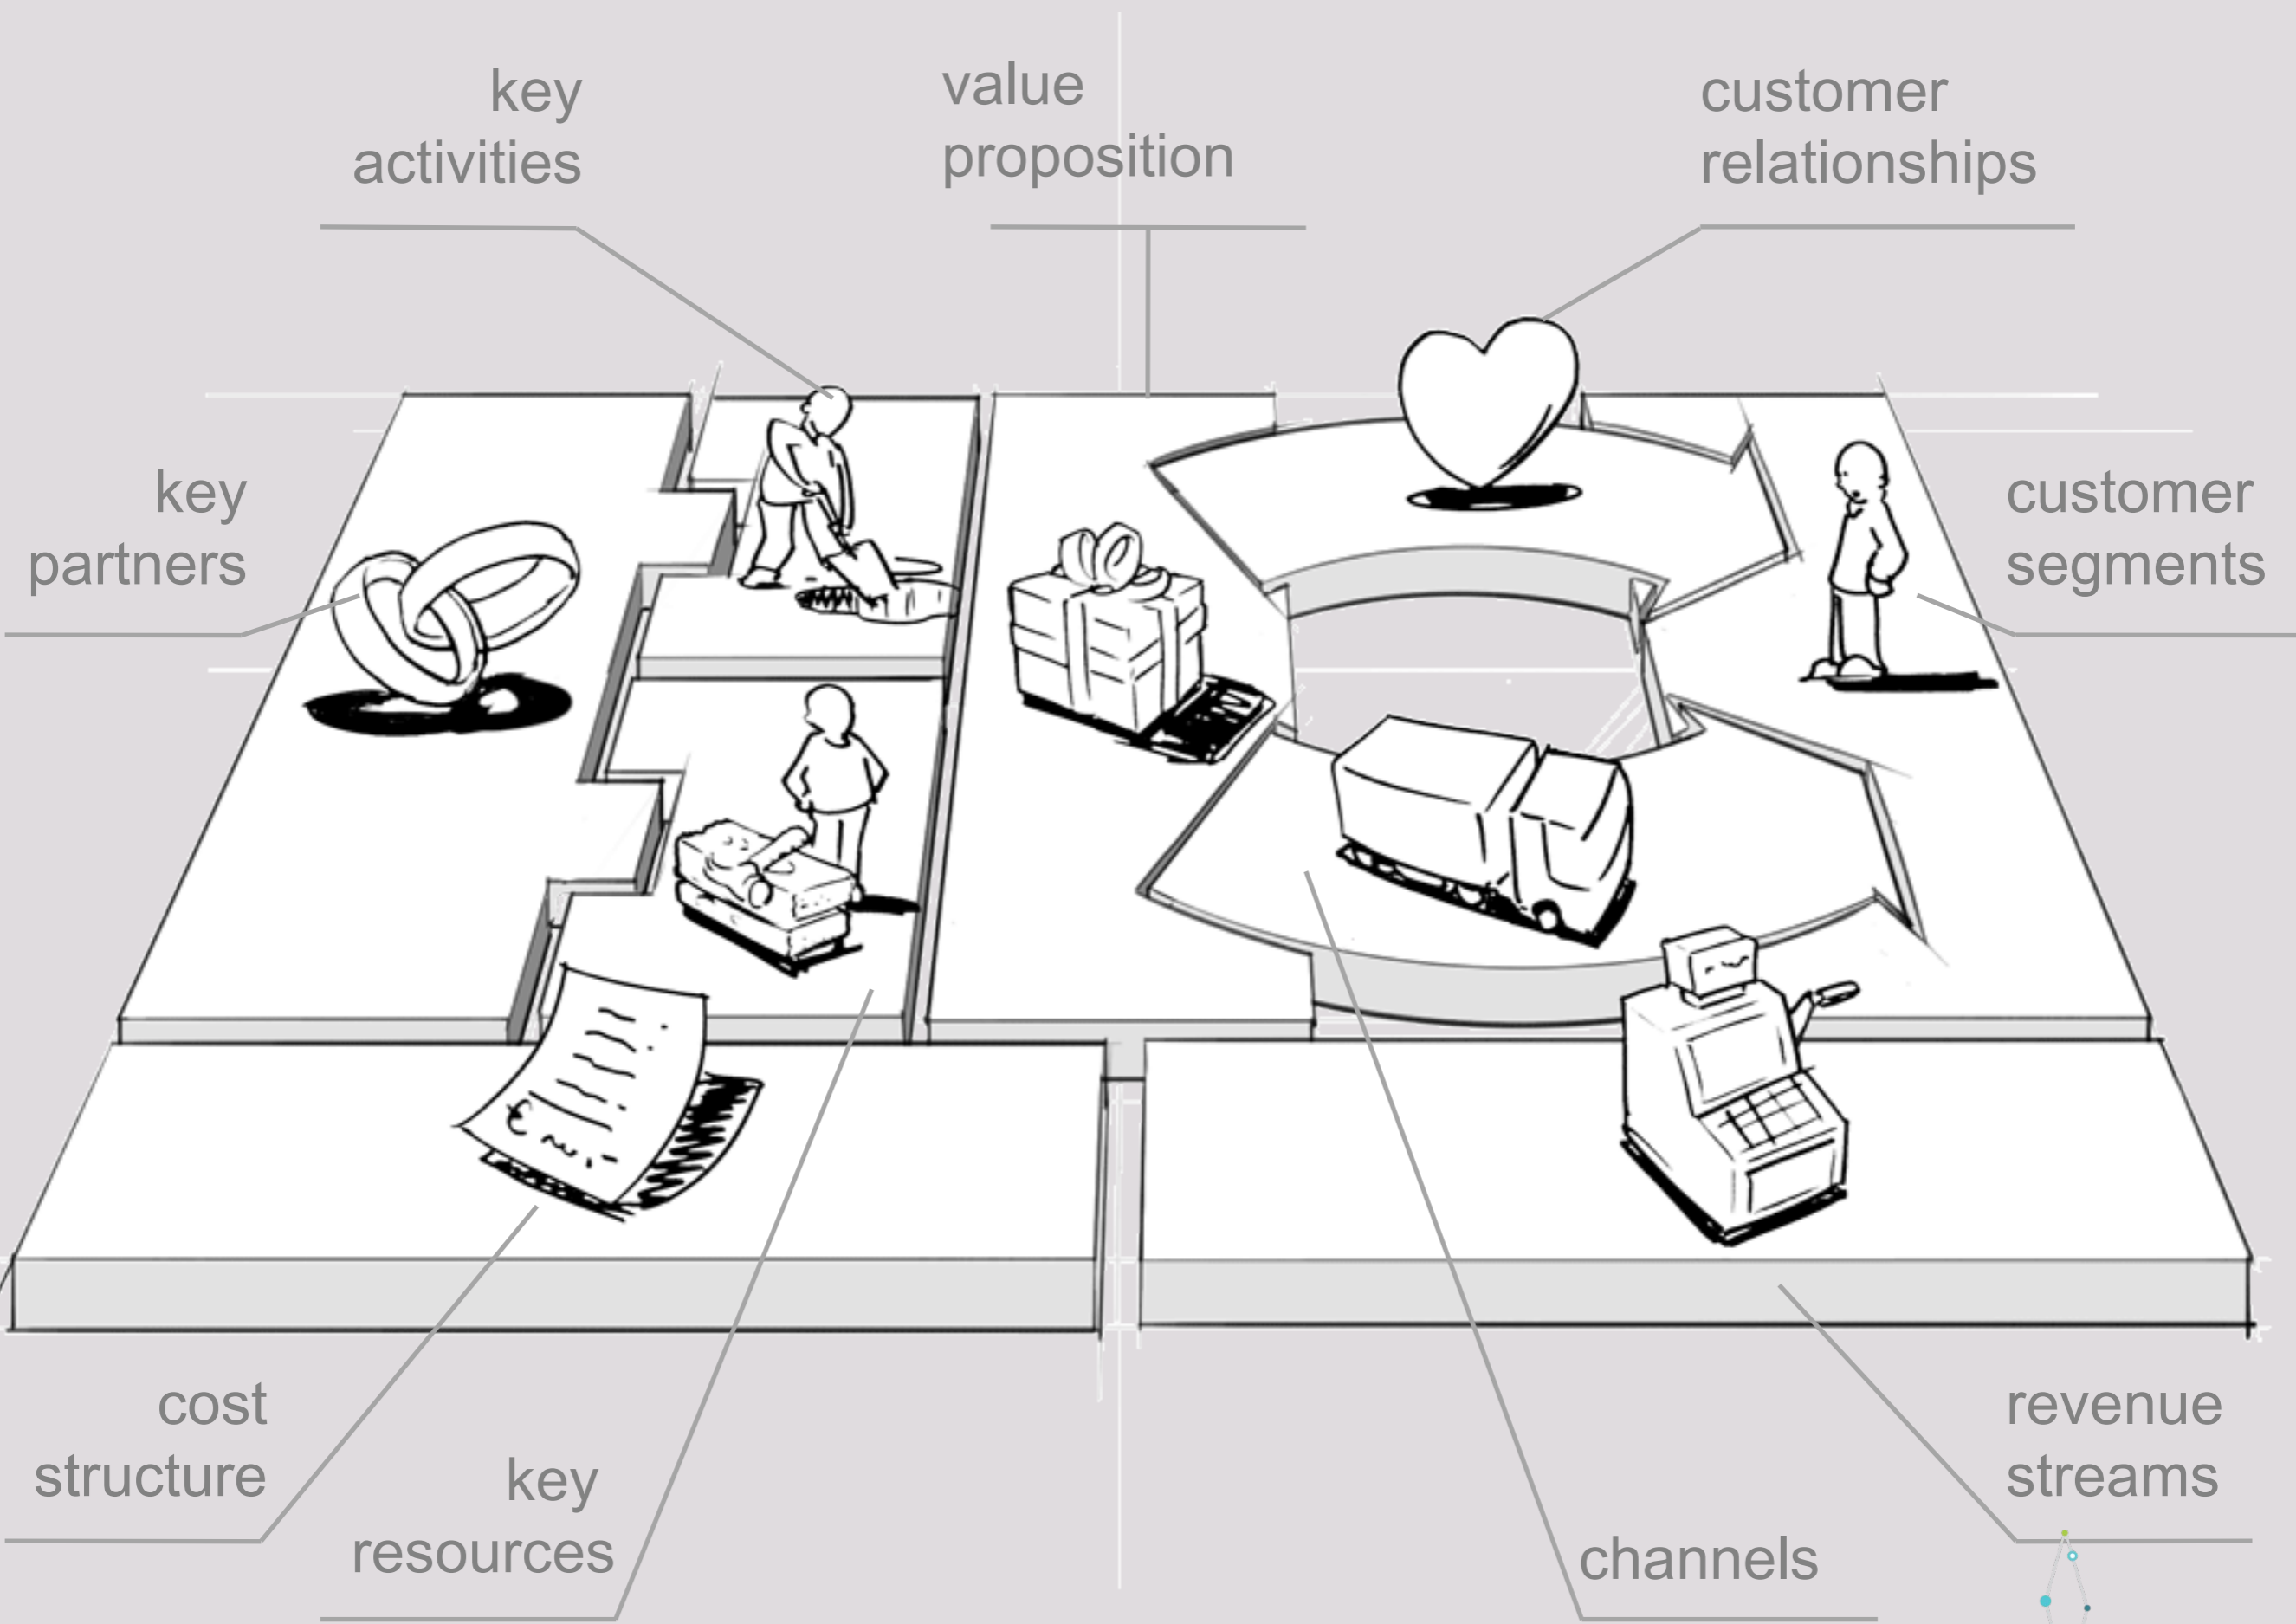 key
activities
value
proposition
customer
relationships
key
partners
customer
segments
€
cost
structure
key
resources
channels
revenue
streams